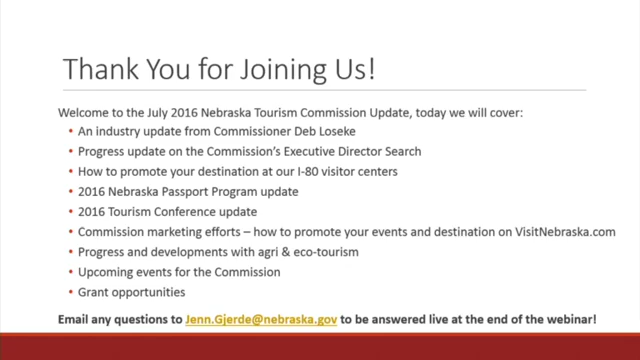 Thank You for Joining Us!
Welcome to the July 2016 Nebraska Tourism Commission Update, today we will cover:
• An industry update from Commissioner Deb Loseke
• Progress update on the Commission's Executive Director Search
• How to promote your destination at our I-80 visitor centers
• 2016 Nebraska Passport Program update
• 2016 Tourism Conference update
• Commission marketing efforts – how to promote your events and destination on VisitNebraska.com
• Progress and developments with agri & eco-tourism
• Upcoming events for the Commission
• Grant opportunities
Email any questions to Jenn.Gjerde@nebraska.gov to be answered live at the end of the webinar!